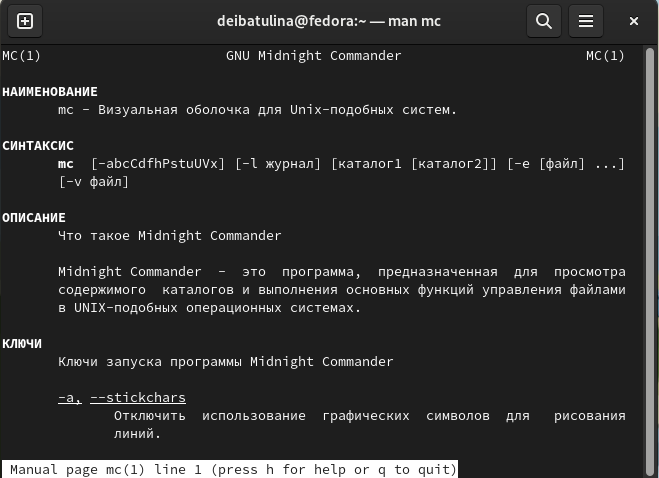 deibatulina@fedora:~ — man mc
MC(1) GNU Midnight Commander MC(1)
НАИМЕНОВАНИЕ
mc - Визуальная оболочка для Unix-подобных систем.
СИНТАКСИС
mc [-abcCdfhPstuUVx] [-l журнал] [каталог1 [каталог2]] [-e [файл] ...]
[-v файл]
ОПИСАНИЕ
Что такое Midnight Commander
Midnight Commander - это программа, предназначенная для просмотра
содержимого каталогов и выполнения основных функций управления файлами
в UNIX-подобных операционных системах.
КЛЮЧИ
Ключи запуска программы Midnight Commander
-a, --stickchars
Отключить использование графических символов для рисования
линий.
Manual page mc(1) line 1 (press h for help or q to quit)